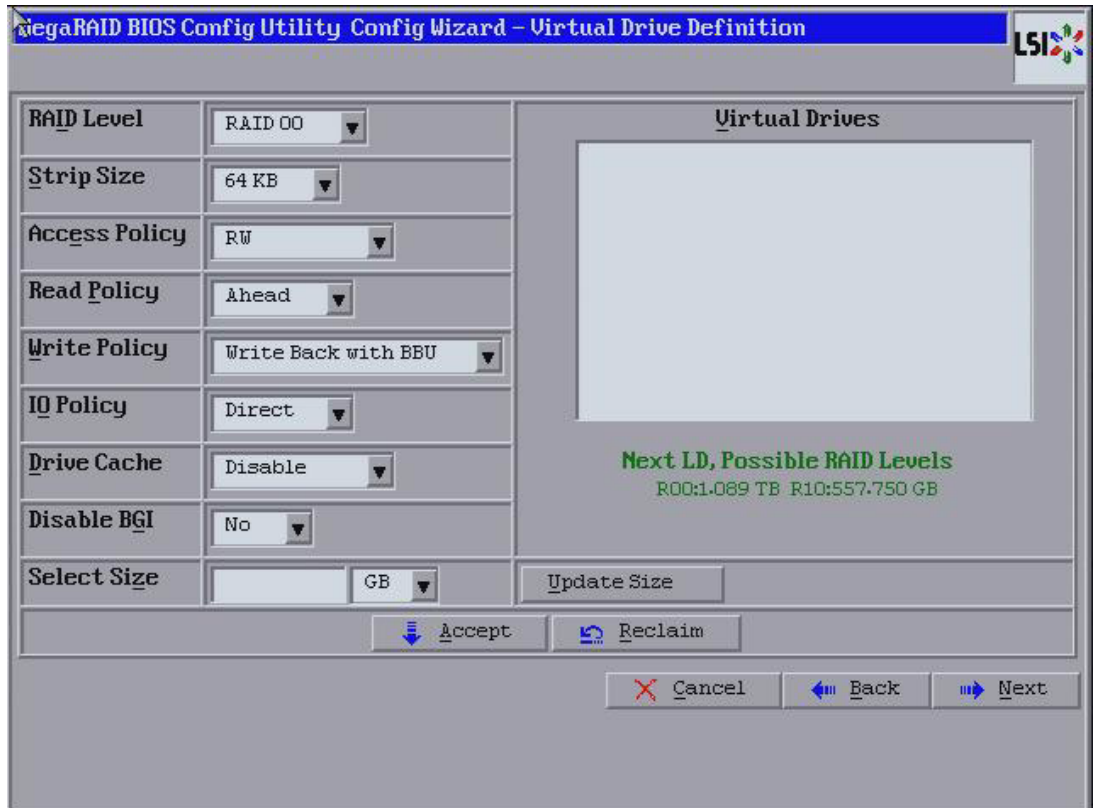 MegaRAID BIOS Config Utility Config Wizard – Virtual Drive Definition
LSI
RAID Level
RAID 00
Virtual Drives
Strip Size
64 KB
Access Policy
RW
Read Policy
Ahead
Write Policy
Write Back with BBU
IO Policy
Direct
Drive Cache
Disable
Next LD, Possible RAID Levels
R00:1.089 TB R10:557.750 GB
Disable BGI
No
Select Size
GB
Update Size
Accept
Reclaim
Cancel
Back
Next